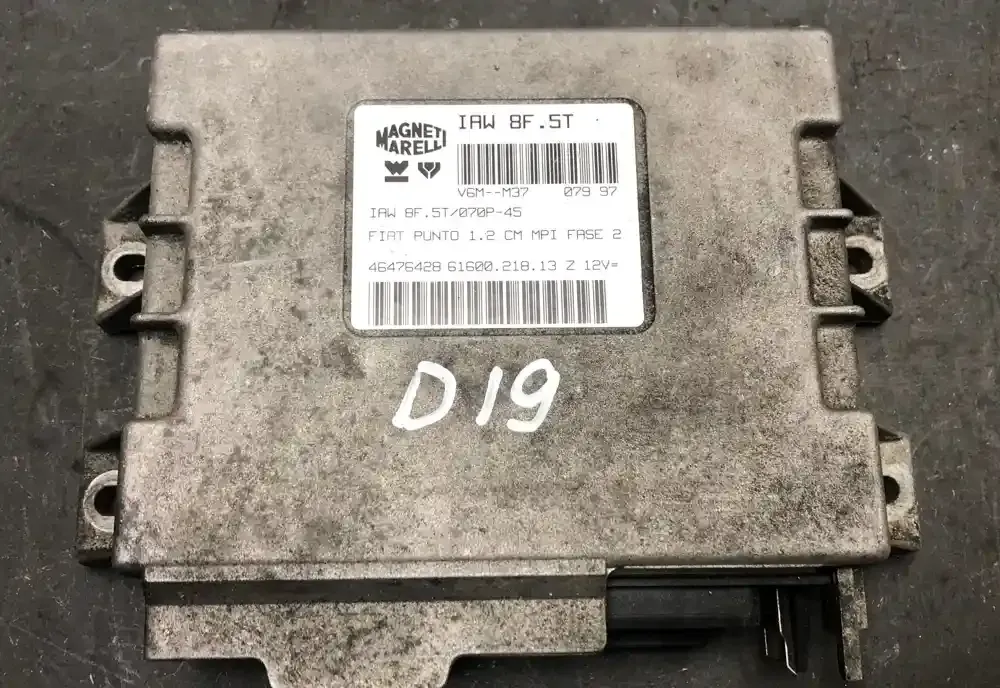 MAGNETI
MARELLI
IAW 8F.5T
V6M--M37 079 97
IAW 8F.5T/070P-45
FIAT PUNTO 1.2 CM MPI FASE 2
46476428 61600.218.13 Z 12V=
D19